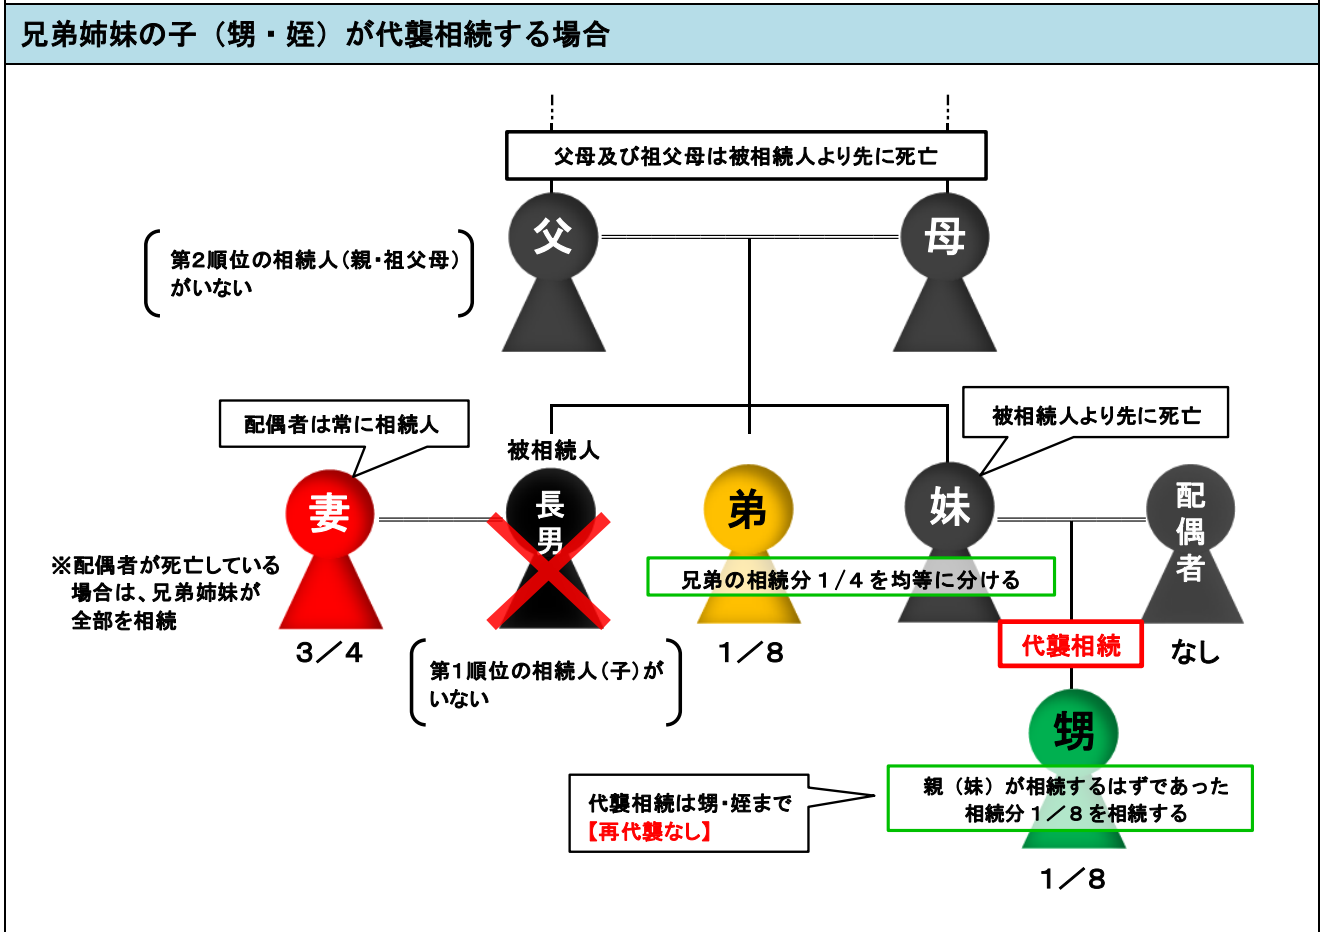 兄弟姉妹の子（甥・姪）が代襲相続する場合
父母及び祖父母は被相続人より先に死亡
父
母
第２順位の相続人（親・祖父母）
がいない
配偶者は常に相続人
被相続人より先に死亡
被相続人
妻
長男
弟
妹
配偶者
※配偶者が死亡している
場合は、兄弟姉妹が
全部を相続
兄弟の相続分１/４を均等に分ける
３／４
１／８
代襲相続
なし
第１順位の相続人（子）が
いない
甥
代襲相続は甥・姪まで
【再代襲なし】
親（妹）が相続するはずであった
相続分１／８を相続する
１／８